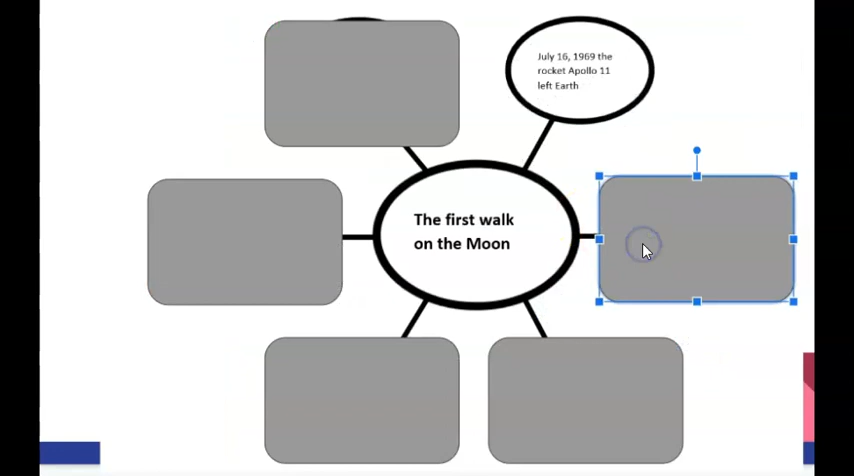 July 16, 1969 the
rocket Apollo 11
left Earth
The first walk
on the Moon